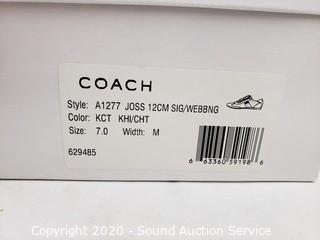 COACH
Style: A1277 JOSS 12CM SIG/WEBBNG
Color: KCT KHI/CHT
Size: 7.0 Width: M
629485
6 63360 59198 6
Copyright 2020 - Sound Auction Service